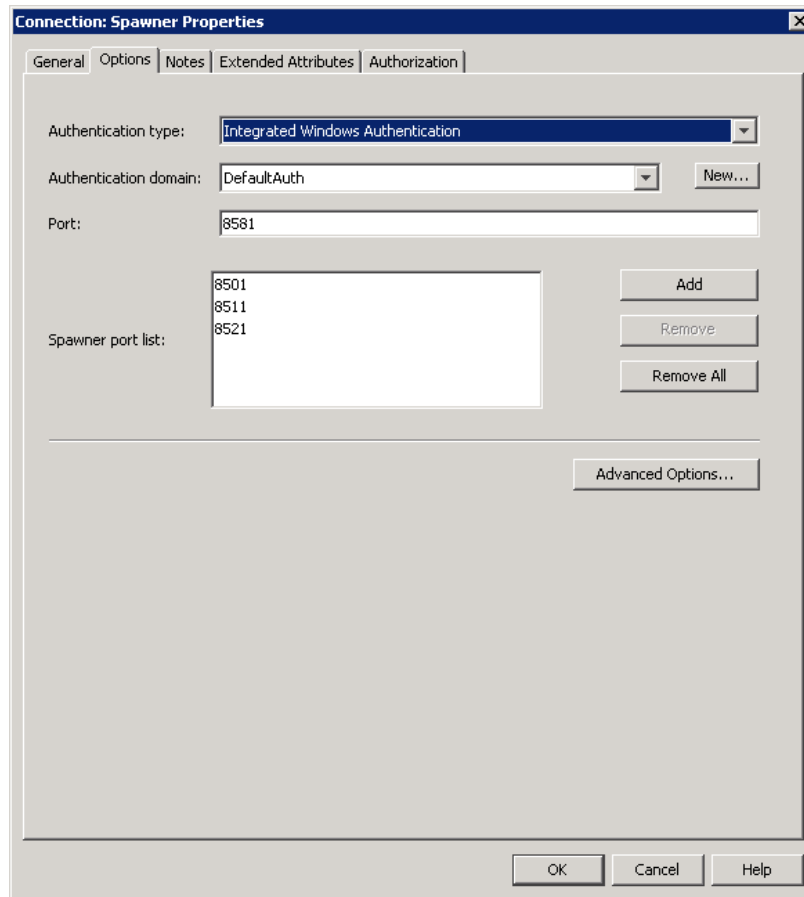 Connection: Spawner Properties
General Options Notes Extended Attributes Authorization
Authentication type: Integrated Windows Authentication
Authentication domain: DefaultAuth New...
Port: 8581
8501 Add
8511
Spawner port list: 8521 Remove
Remove All
Advanced Options...
OK Cancel Help